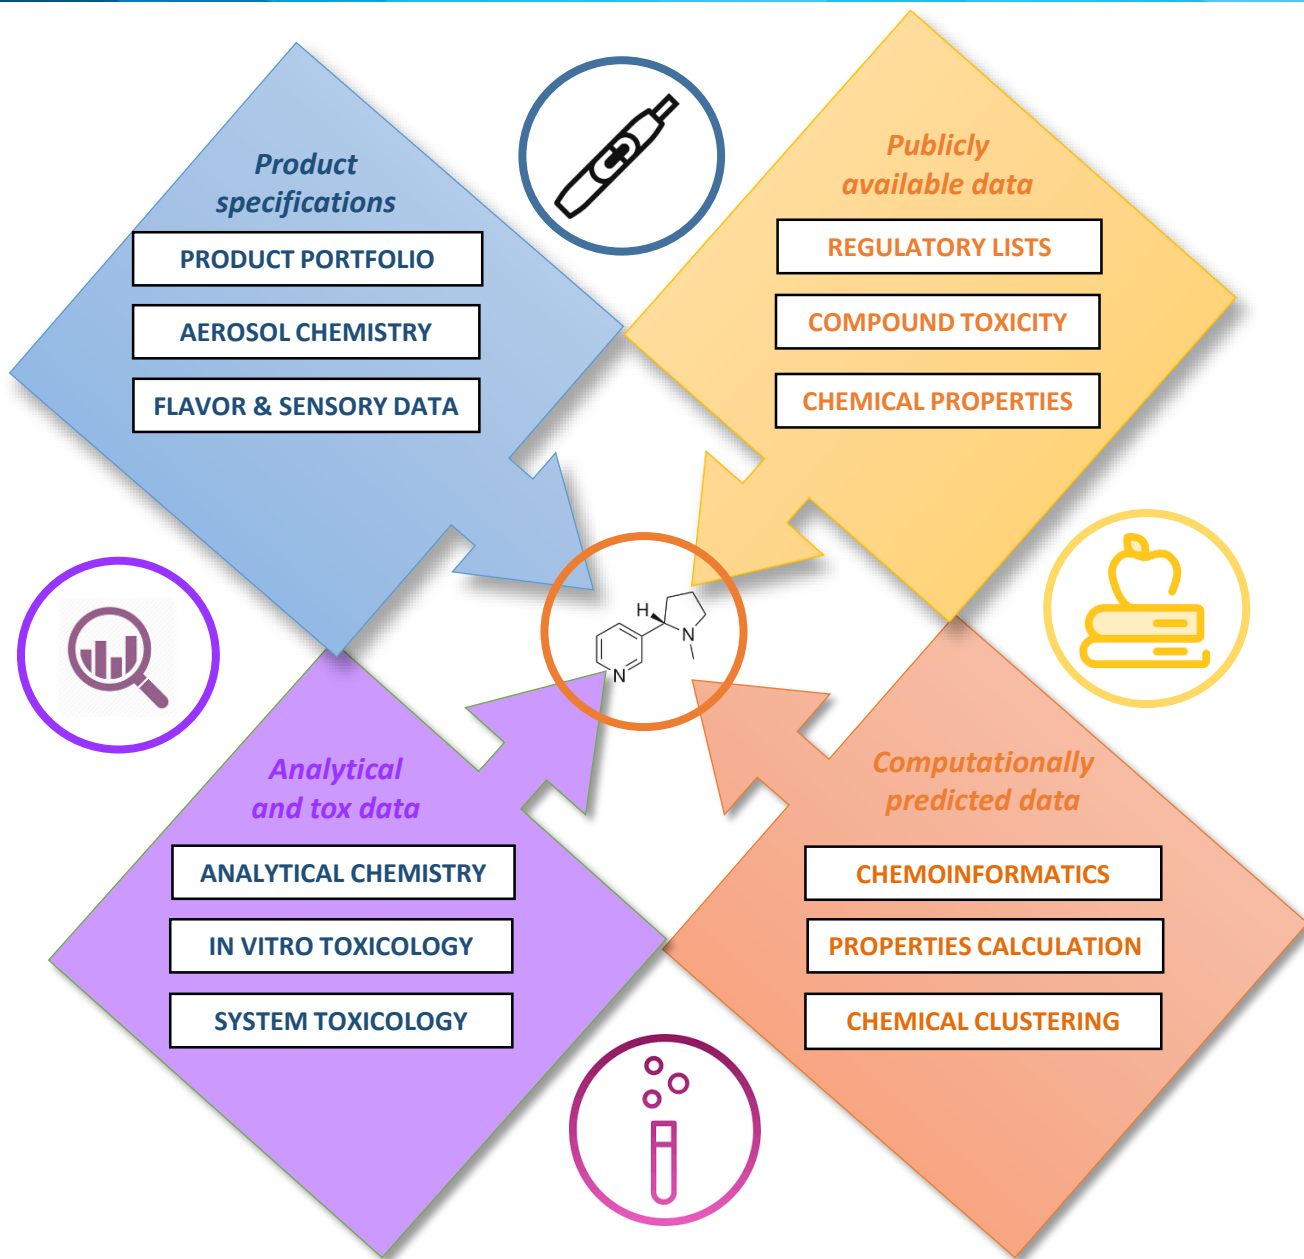 Product
specifications
PRODUCT PORTFOLIO
AEROSOL CHEMISTRY
FLAVOR & SENSORY DATA
Publicly
available data
REGULATORY LISTS
COMPOUND TOXICITY
CHEMICAL PROPERTIES
H
N
N
Analytical
and tox data
ANALYTICAL CHEMISTRY
IN VITRO TOXICOLOGY
SYSTEM TOXICOLOGY
Computationally
predicted data
CHEMOINFORMATICS
PROPERTIES CALCULATION
CHEMICAL CLUSTERING